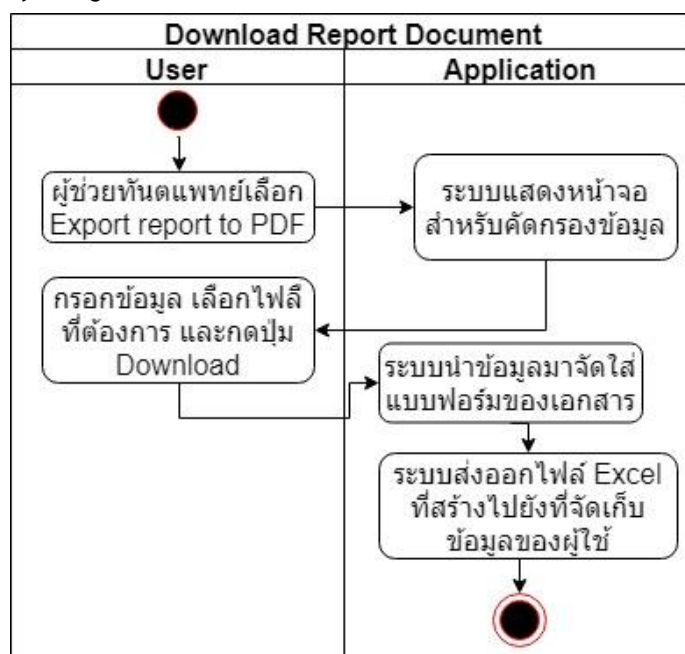 Download Report Document
User
Application
ผู้ช่วยทันตแพทย์เลือก
Export report to PDF
ระบบแสดงหน้าจอ
สำหรับคัดกรองข้อมูล
กรอกข้อมูล เลือกไฟลื
ที่ต้องการ และกดปุ่ม
Download
ระบบนำข้อมูลมาจัดใส่
แบบฟอร์มของเอกสาร
ระบบส่งออกไฟล์ Excel
ที่สร้างไปยังที่จัดเก็บ
ข้อมูลของผู้ใช้